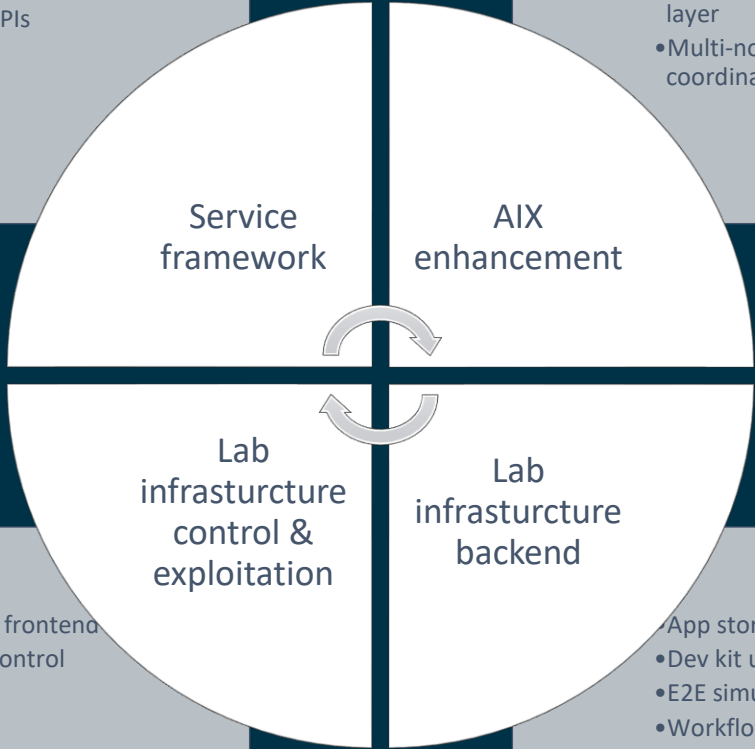 PIs
layer
•Multi-no
coordina
Service
framework
AIX
enhancement
Lab
infrasturcture
control &
exploitation
Lab
infrasturcture
backend
frontend
ontrol
•App stor
•Dev kit u
•E2E simu
•Workflo